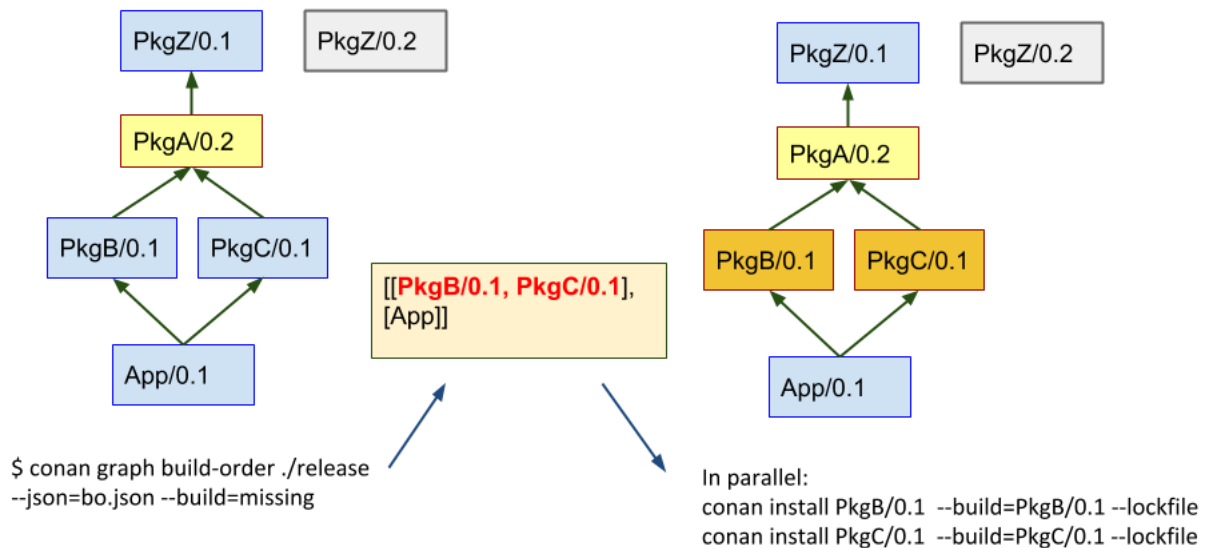 PkgZ/0.1
PkgZ/0.2
PkgA/0.2
PkgB/0.1
PkgC/0.1
App/0.1
$ conan graph build-order ./release
--json=bo.json --build=missing
[[PkgB/0.1, PkgC/0.1],
[App]]
PkgZ/0.1
PkgZ/0.2
PkgA/0.2
PkgB/0.1
PkgC/0.1
App/0.1
In parallel:
conan install PkgB/0.1  --build=PkgB/0.1 --lockfile
conan install PkgC/0.1  --build=PkgC/0.1 --lockfile